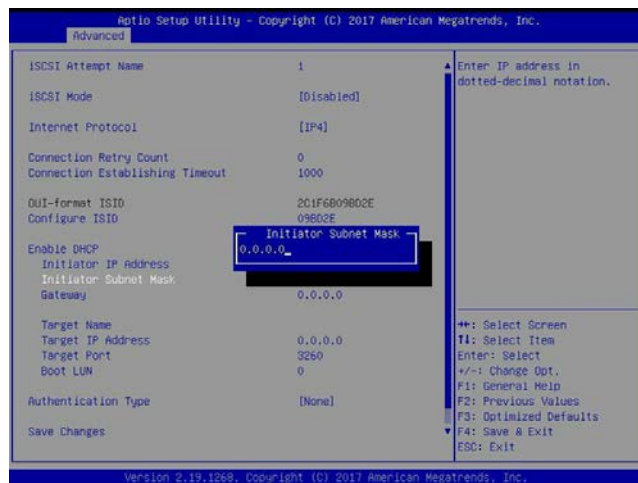 Aptio Setup Utility - Copyright (C) 2017 American Megatrends, Inc.
Advanced
iSCSI Attempt Name 1
iSCSI Mode [Disabled]
Internet Protocol [IP4]
Connection Retry Count 0
Connection Establishing Timeout 1000
OUI-format ISID 2C1F6B09BD2E
Configure ISID 09BD2E
Enable DHCP
Initiator IP Address
Initiator Subnet Mask
Gateway 0.0.0.0
Target Name
Target IP Address 0.0.0.0
Target Port 3260
Boot LUN 0
Authentication Type [None]
Save Changes
Initiator Subnet Mask
0.0.0.0_
Enter IP address in
dotted-decimal notation.
→←: Select Screen
↑↓: Select Item
Enter: Select
+/-: Change Opt.
F1: General Help
F2: Previous Values
F3: Optimized Defaults
F4: Save & Exit
ESC: Exit
Version 2.19.1268. Copyright (C) 2017 American Megatrends, Inc.